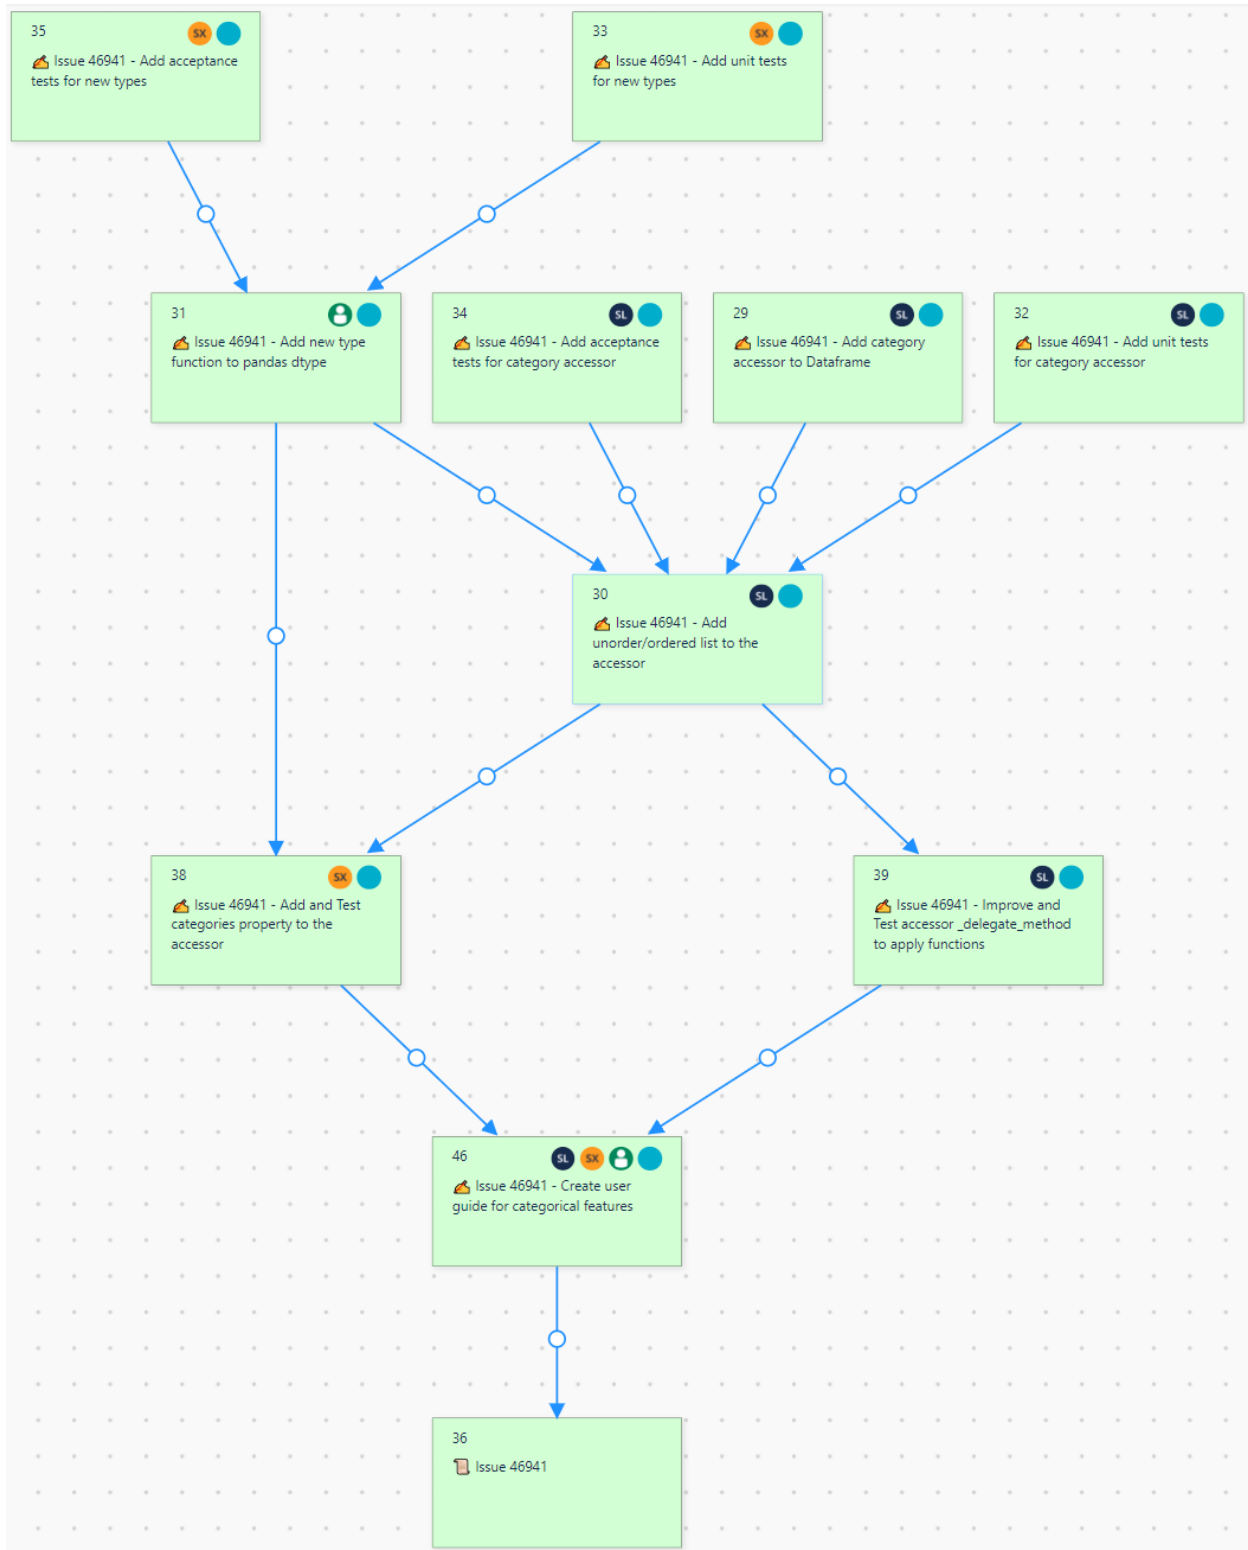 35
SX
✍ Issue 46941 - Add acceptance
tests for new types
33
SX
✍ Issue 46941 - Add unit tests
for new types
31
✍ Issue 46941 - Add new type
function to pandas dtype
34
SL
✍ Issue 46941 - Add acceptance
tests for category accessor
29
SL
✍ Issue 46941 - Add category
accessor to Dataframe
32
SL
✍ Issue 46941 - Add unit tests
for category accessor
30
SL
✍ Issue 46941 - Add
unorder/ordered list to the
accessor
38
SX
✍ Issue 46941 - Add and Test
categories property to the
accessor
39
SL
✍ Issue 46941 - Improve and
Test accessor _delegate_method
to apply functions
46
SL SX
✍ Issue 46941 - Create user
guide for categorical features
36
📜 Issue 46941